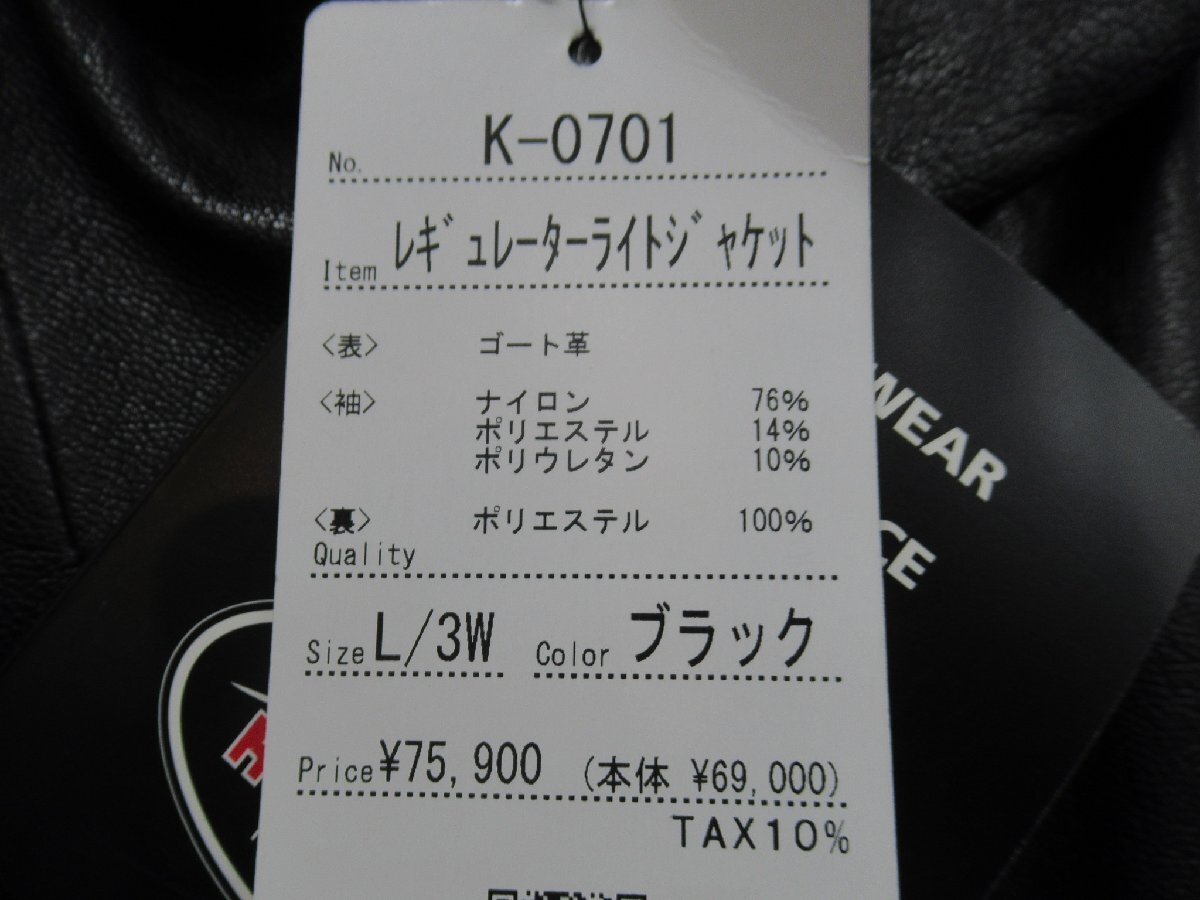 No. K-0701
Item レギュレーターライトジャケット
〈表〉 ゴート革
〈袖〉 ナイロン 76%
ポリエステル 14%
ポリウレタン 10%
〈裏〉 ポリエステル 100%
Quality
Size L/3W Color ブラック
Price ¥75,900 (本体 ¥69,000)
TAX10%
WEAR
CE